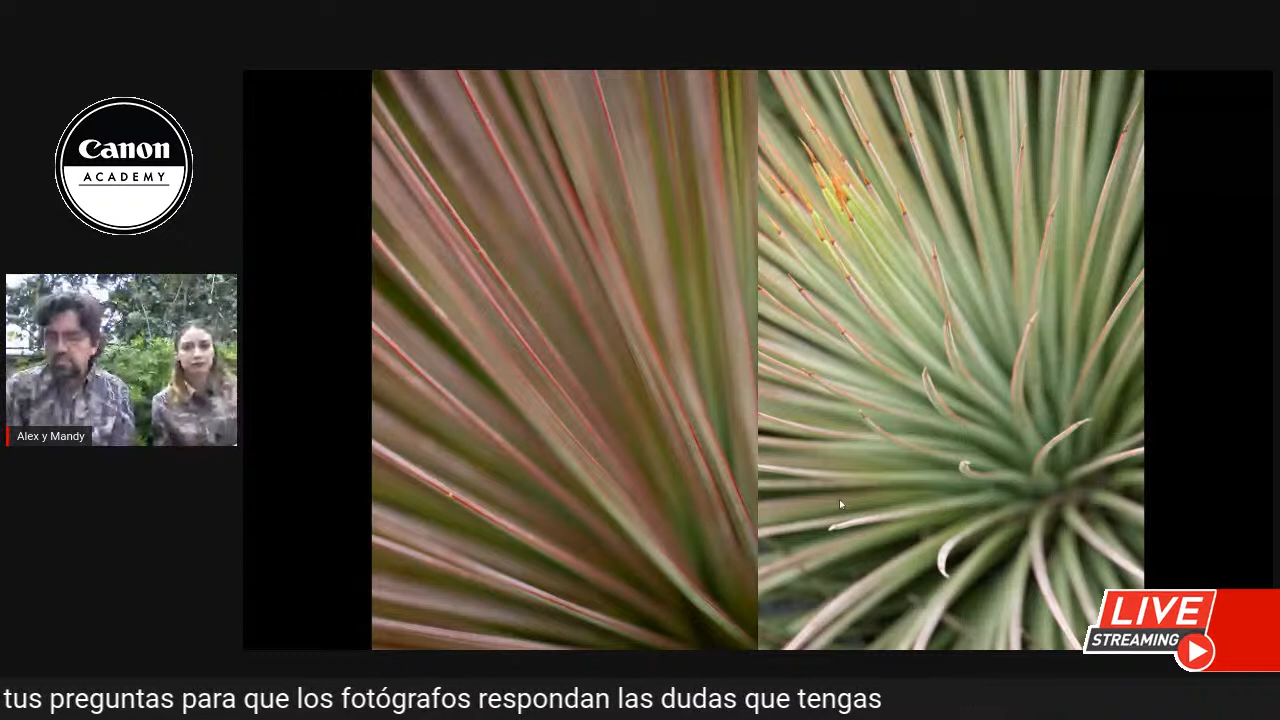 Canon
ACADEMY
Alex y Mandy
LIVE
STREAMING
tus preguntas para que los fotógrafos respondan las dudas que tengas